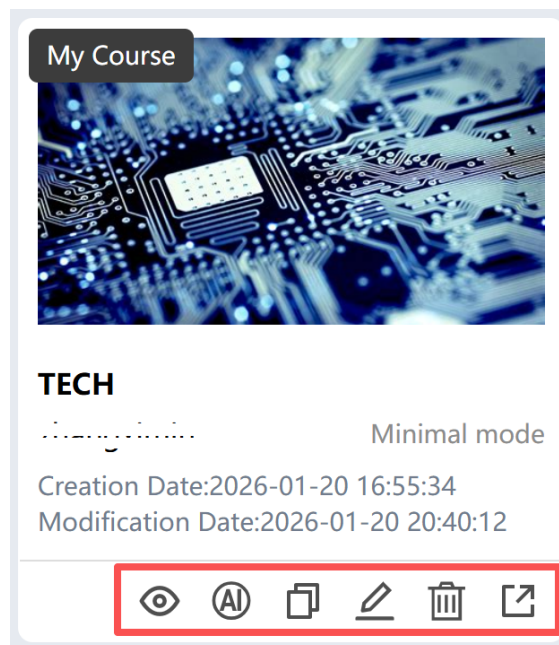 My Course
TECH
Minimal mode
Creation Date:2026-01-20 16:55:34
Modification Date:2026-01-20 20:40:12
AI